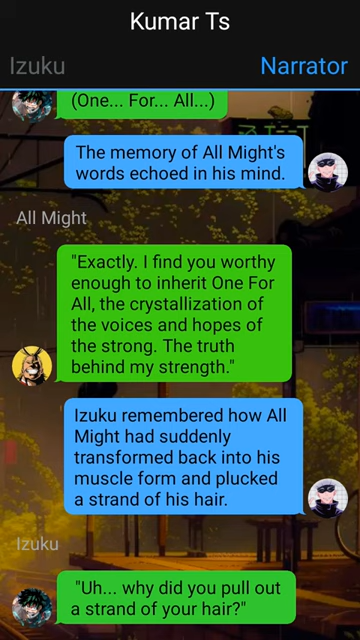 Kumar Ts
Izuku
Narrator
(One... For... All...)
The memory of All Might's
words echoed in his mind.
All Might
"Exactly. I find you worthy
enough to inherit One For
All, the crystallization of
the voices and hopes of
the strong. The truth
behind my strength."
Izuku remembered how All
Might had suddenly
transformed back into his
muscle form and plucked
a strand of his hair.
Izuku
"Uh... why did you pull out
a strand of your hair?"